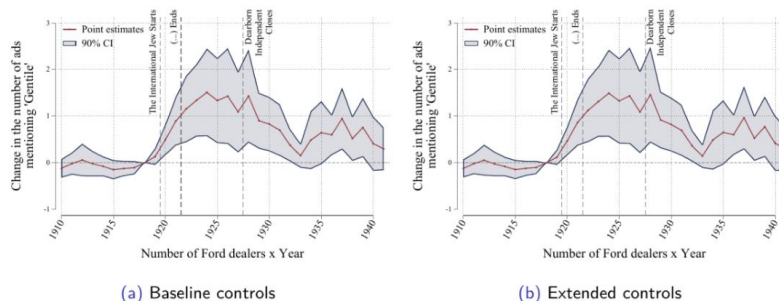 Change in the number of ads
mentioning 'Gentile'
3
2
1
0
-1
Point estimates
90% CI
The International Jew Starts
(...) Ends
Dearborn
Independent
Closes
1910
1915
1920
1925
1930
1935
1940
Number of Ford dealers x Year
(a) Baseline controls
Change in the number of ads
mentioning 'Gentile'
3
2
1
0
-1
Point estimates
90% CI
The International Jew Starts
(...) Ends
Dearborn
Independent
Closes
1910
1915
1920
1925
1930
1935
1940
Number of Ford dealers x Year
(b) Extended controls